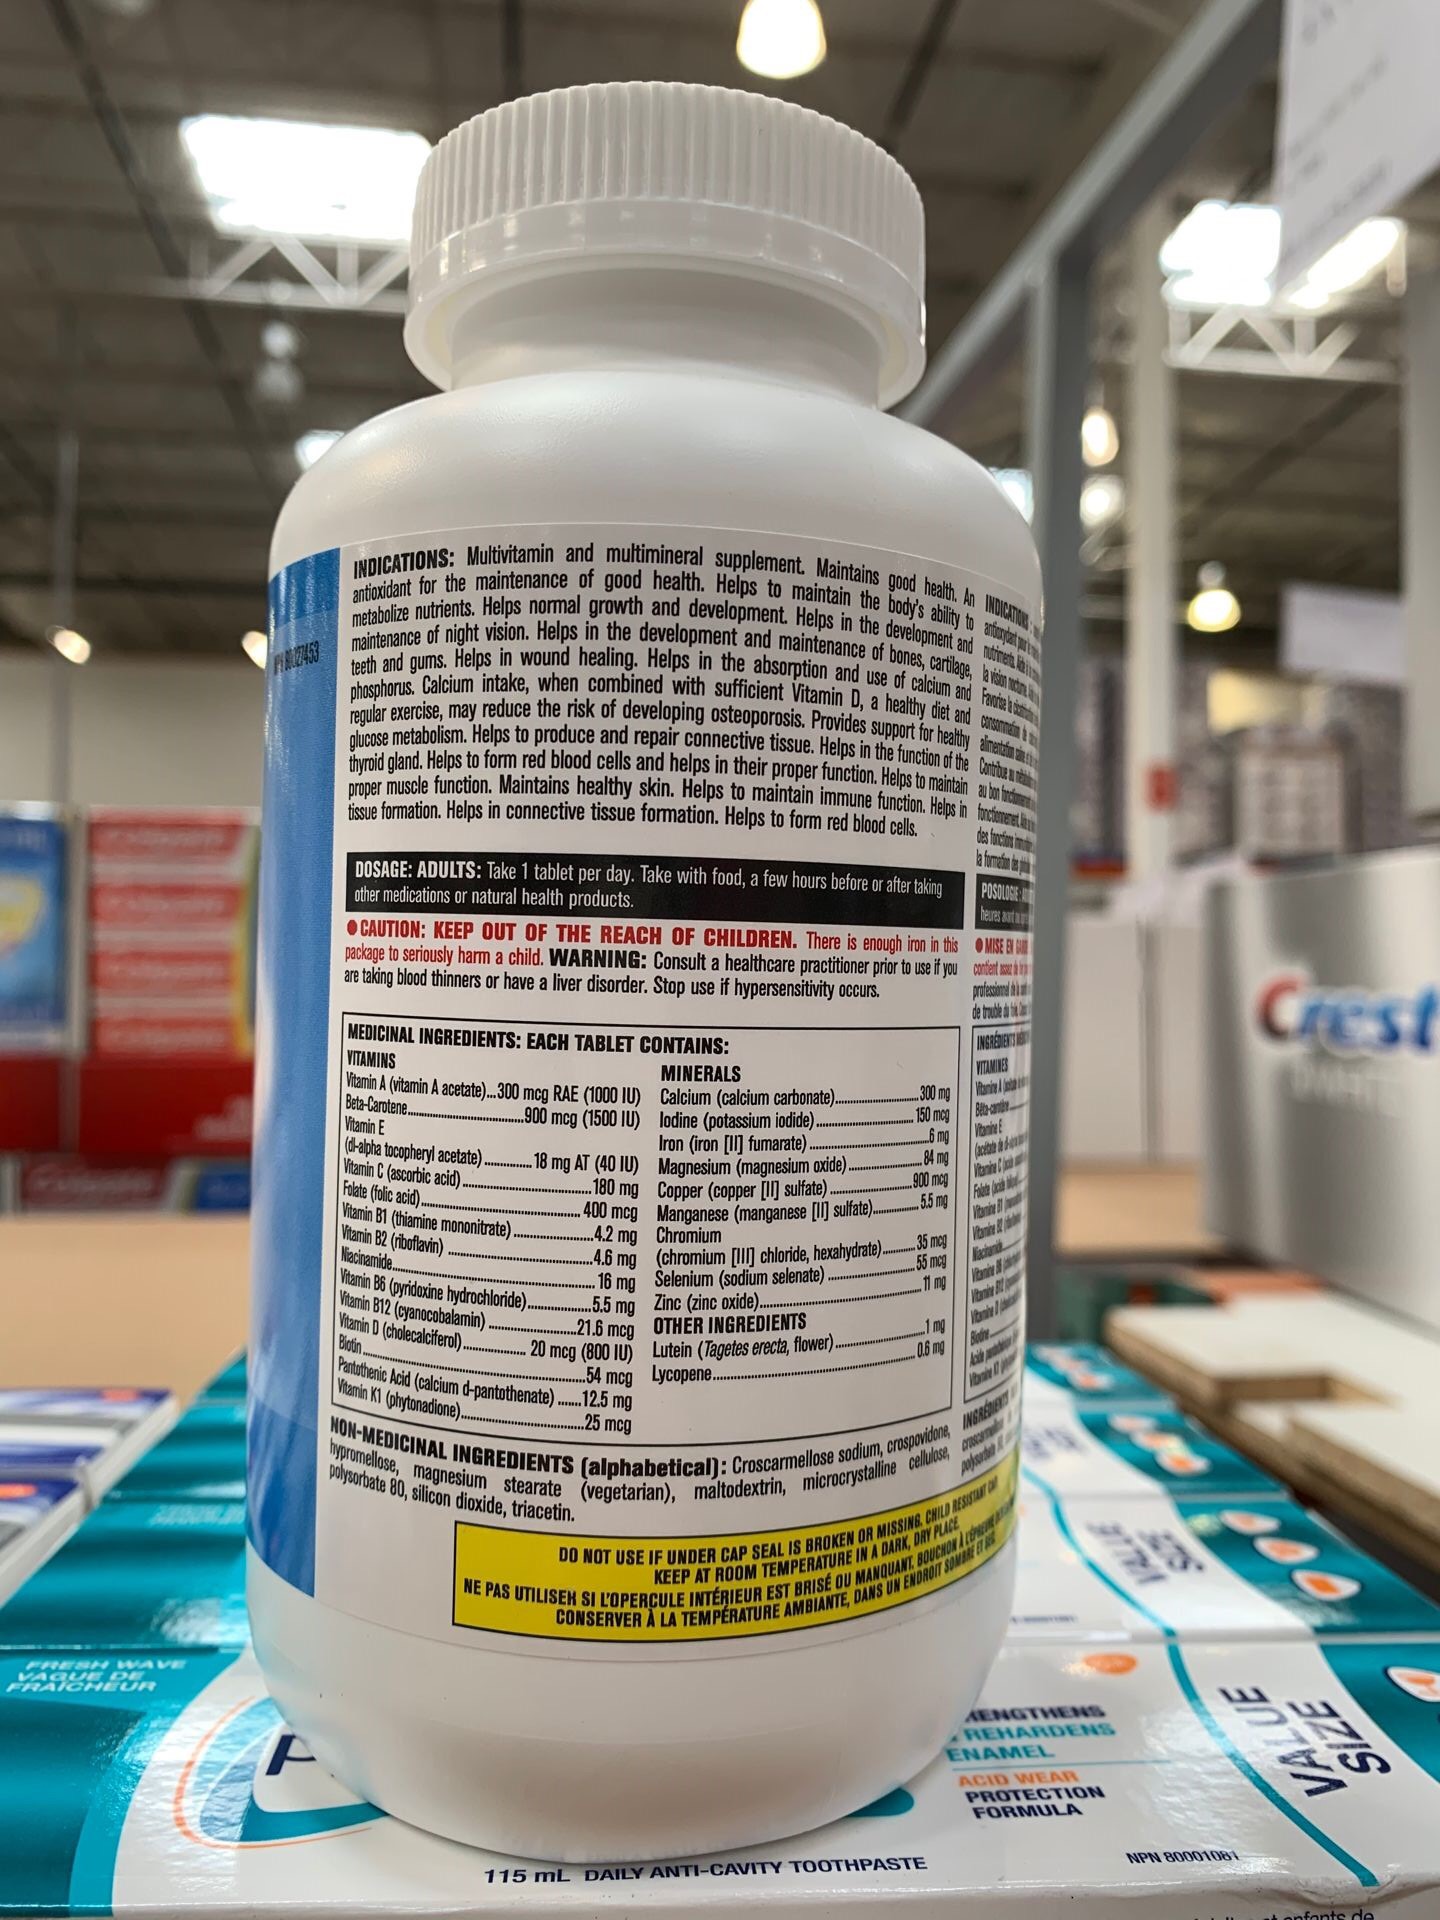 INDICATIONS: Multivitamin and multimineral supplement. Maintains good health. An
antioxidant for the maintenance of good health. Helps to maintain the body's ability to
metabolize nutrients. Helps normal growth and development. Helps in the development and
maintenance of night vision. Helps in the development and maintenance of bones, cartilage,
teeth and gums. Helps in wound healing. Helps in the absorption and use of calcium and
phosphorus. Calcium intake, when combined with sufficient Vitamin D, a healthy diet and
regular exercise, may reduce the risk of developing osteoporosis. Provides support for healthy
glucose metabolism. Helps to produce and repair connective tissue. Helps in the function of the
thyroid gland. Helps to form red blood cells and helps in their proper function. Helps to maintain
proper muscle function. Maintains healthy skin. Helps to maintain immune function. Helps in
tissue formation. Helps in connective tissue formation. Helps to form red blood cells.
DOSAGE: ADULTS: Take 1 tablet per day. Take with food, a few hours before or after taking
other medications or natural health products.
● CAUTION: KEEP OUT OF THE REACH OF CHILDREN. There is enough iron in this
package to seriously harm a child. WARNING: Consult a healthcare practitioner prior to use if you
are taking blood thinners or have a liver disorder. Stop use if hypersensitivity occurs.
MEDICINAL INGREDIENTS: EACH TABLET CONTAINS:
VITAMINS
Vitamin A (vitamin A acetate)...300 mcg RAE (1000 IU)
Beta-Carotene...900 mcg (1500 IU)
Vitamin E
(dl-alpha tocopheryl acetate)...18 mg AT (40 IU)
Vitamin C (ascorbic acid)...180 mg
Folate (folic acid)...400 mcg
Vitamin B1 (thiamine mononitrate)...4.2 mg
Vitamin B2 (riboflavin)...4.6 mg
Niacinamide...16 mg
Vitamin B6 (pyridoxine hydrochloride)...5.5 mg
Vitamin B12 (cyanocobalamin)...21.6 mcg
Vitamin D (cholecalciferol)...20 mcg (800 IU)
Biotin...54 mcg
Pantothenic Acid (calcium d-pantothenate)...12.5 mg
Vitamin K1 (phytonadione)...25 mcg
MINERALS
Calcium (calcium carbonate)...300 mg
Iodine (potassium iodide)...150 mcg
Iron (iron [II] fumarate)...6 mg
Magnesium (magnesium oxide)...84 mg
Copper (copper [II] sulfate)...900 mcg
Manganese (manganese [II] sulfate)...5.5 mg
Chromium
(chromium [III] chloride, hexahydrate)...35 mcg
Selenium (sodium selenate)...55 mcg
Zinc (zinc oxide)...11 mg
OTHER INGREDIENTS
Lutein (Tagetes erecta, flower)...1 mg
Lycopene...0.6 mg
NON-MEDICINAL INGREDIENTS (alphabetical): Croscarmellose sodium, crospovidone,
hypromellose, magnesium stearate (vegetarian), maltodextrin, microcrystalline cellulose,
polysorbate 80, silicon dioxide, triacetin.
DO NOT USE IF UNDER CAP SEAL IS BROKEN OR MISSING. CHILD RESISTANT CAP.
KEEP AT ROOM TEMPERATURE IN A DARK, DRY PLACE.
NE PAS UTILISER SI L'OPERCULE INTÉRIEUR EST BRISÉ OU MANQUANT. BOUCHON À
CONSERVER À LA TEMPÉRATURE AMBIANTE, DANS UN ENDROIT SOMBRE ET SEC.
INDICATIONS
la vision nocturne.
POSOLOGIE:
MISE EN GARDE
INGRÉDIENTS
VITAMINES
Crest
FRESH WAVE
VAGUE DE
FRAÎCHEUR
REHARDENS
ENAMEL
ACID WEAR
PROTECTION
FORMULA
VALUE
SIZE
VALUE
SIZE
NPN 80001081
115 mL DAILY ANTI-CAVITY TOOTHPASTE